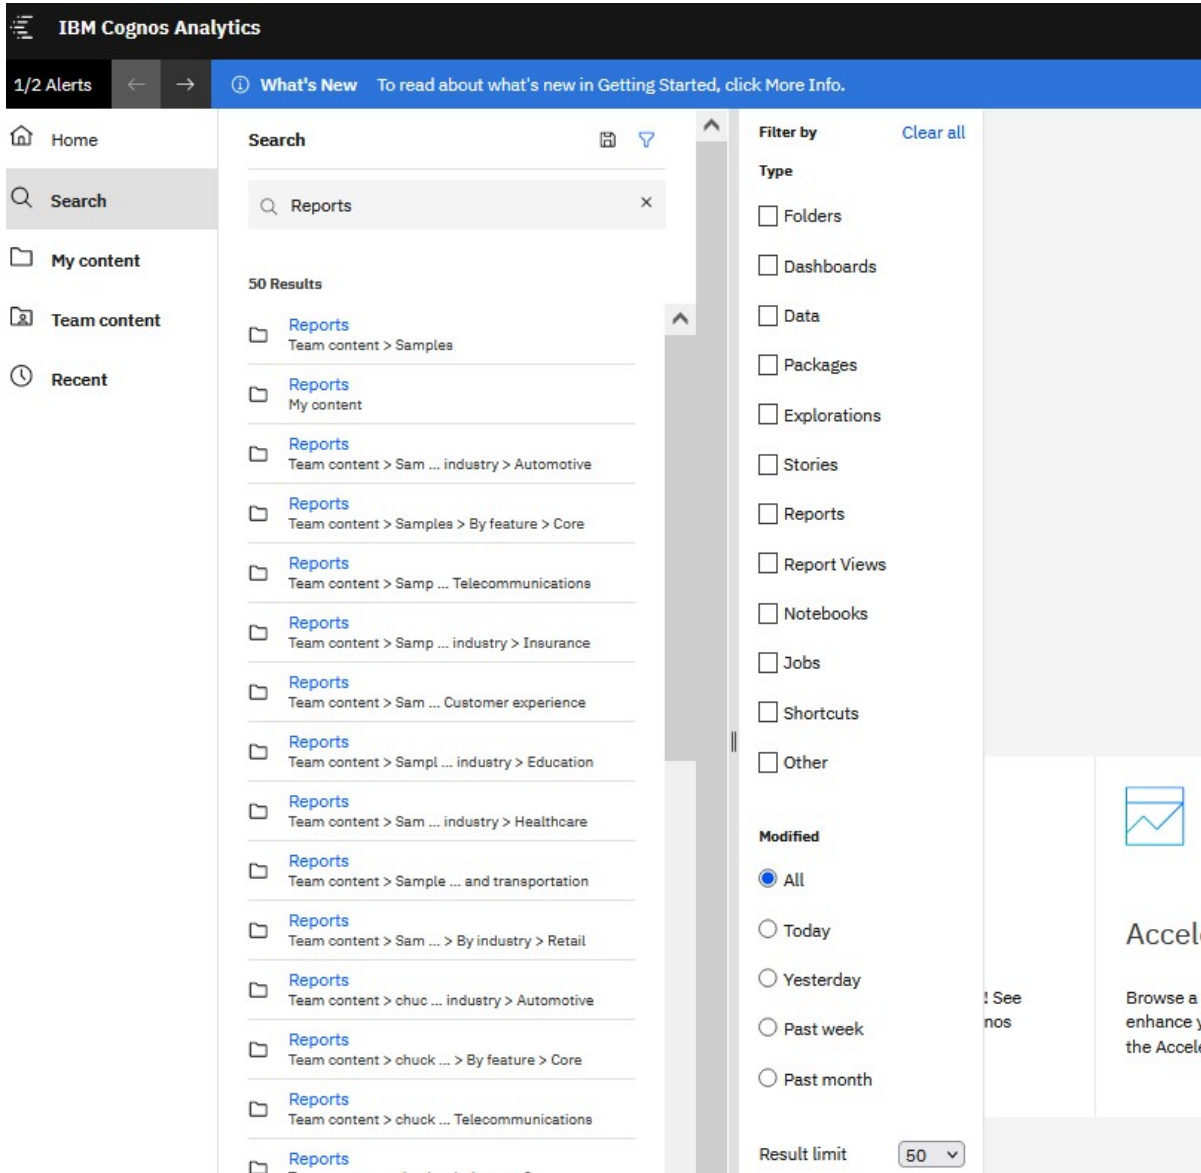 IBM Cognos Analytics
1/2 Alerts
What's New To read about what's new in Getting Started, click More Info.
Home
Search
My content
Team content
Recent
Search
Reports
50 Results
Reports
Team content > Samples
Reports
My content
Reports
Team content > Sam ... industry > Automotive
Reports
Team content > Samples > By feature > Core
Reports
Team content > Samp ... Telecommunications
Reports
Team content > Samp ... industry > Insurance
Reports
Team content > Sam ... Customer experience
Reports
Team content > Sampl ... industry > Education
Reports
Team content > Sam ... industry > Healthcare
Reports
Team content > Sample ... and transportation
Reports
Team content > Sam ... > By industry > Retail
Reports
Team content > chuc ... industry > Automotive
Reports
Team content > chuck ... > By feature > Core
Reports
Team content > chuck ... Telecommunications
Reports
Filter by Clear all
Type
Folders
Dashboards
Data
Packages
Explorations
Stories
Reports
Report Views
Notebooks
Jobs
Shortcuts
Other
Modified
All
Today
Yesterday
Past week
Past month
Result limit 50
! See
nos
Accel
Browse a
enhance y
the Accele